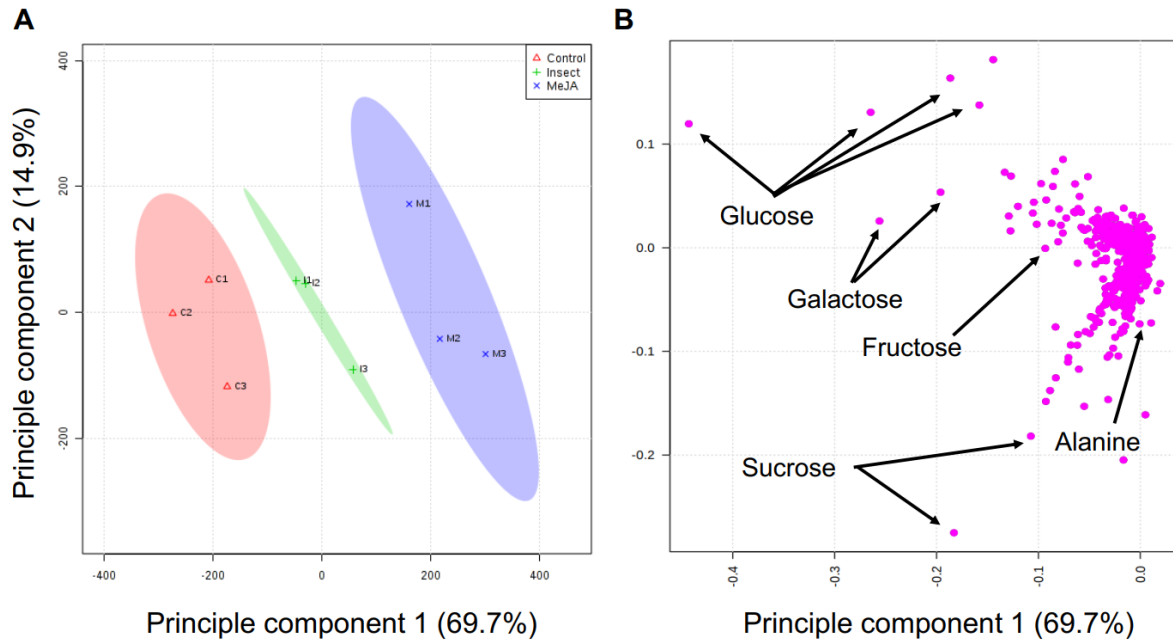 A
Principle component 2 (14.9%)
400
200
0
-200
Control
Insect
MeJA
M1
C1
I1
I2
C2
M2
M3
I3
C3
-400
-200
0
200
400
Principle component 1 (69.7%)
B
0.1
0.0
-0.1
-0.2
Glucose
Galactose
Fructose
Alanine
Sucrose
-0.4
-0.3
-0.2
-0.1
0.0
Principle component 1 (69.7%)